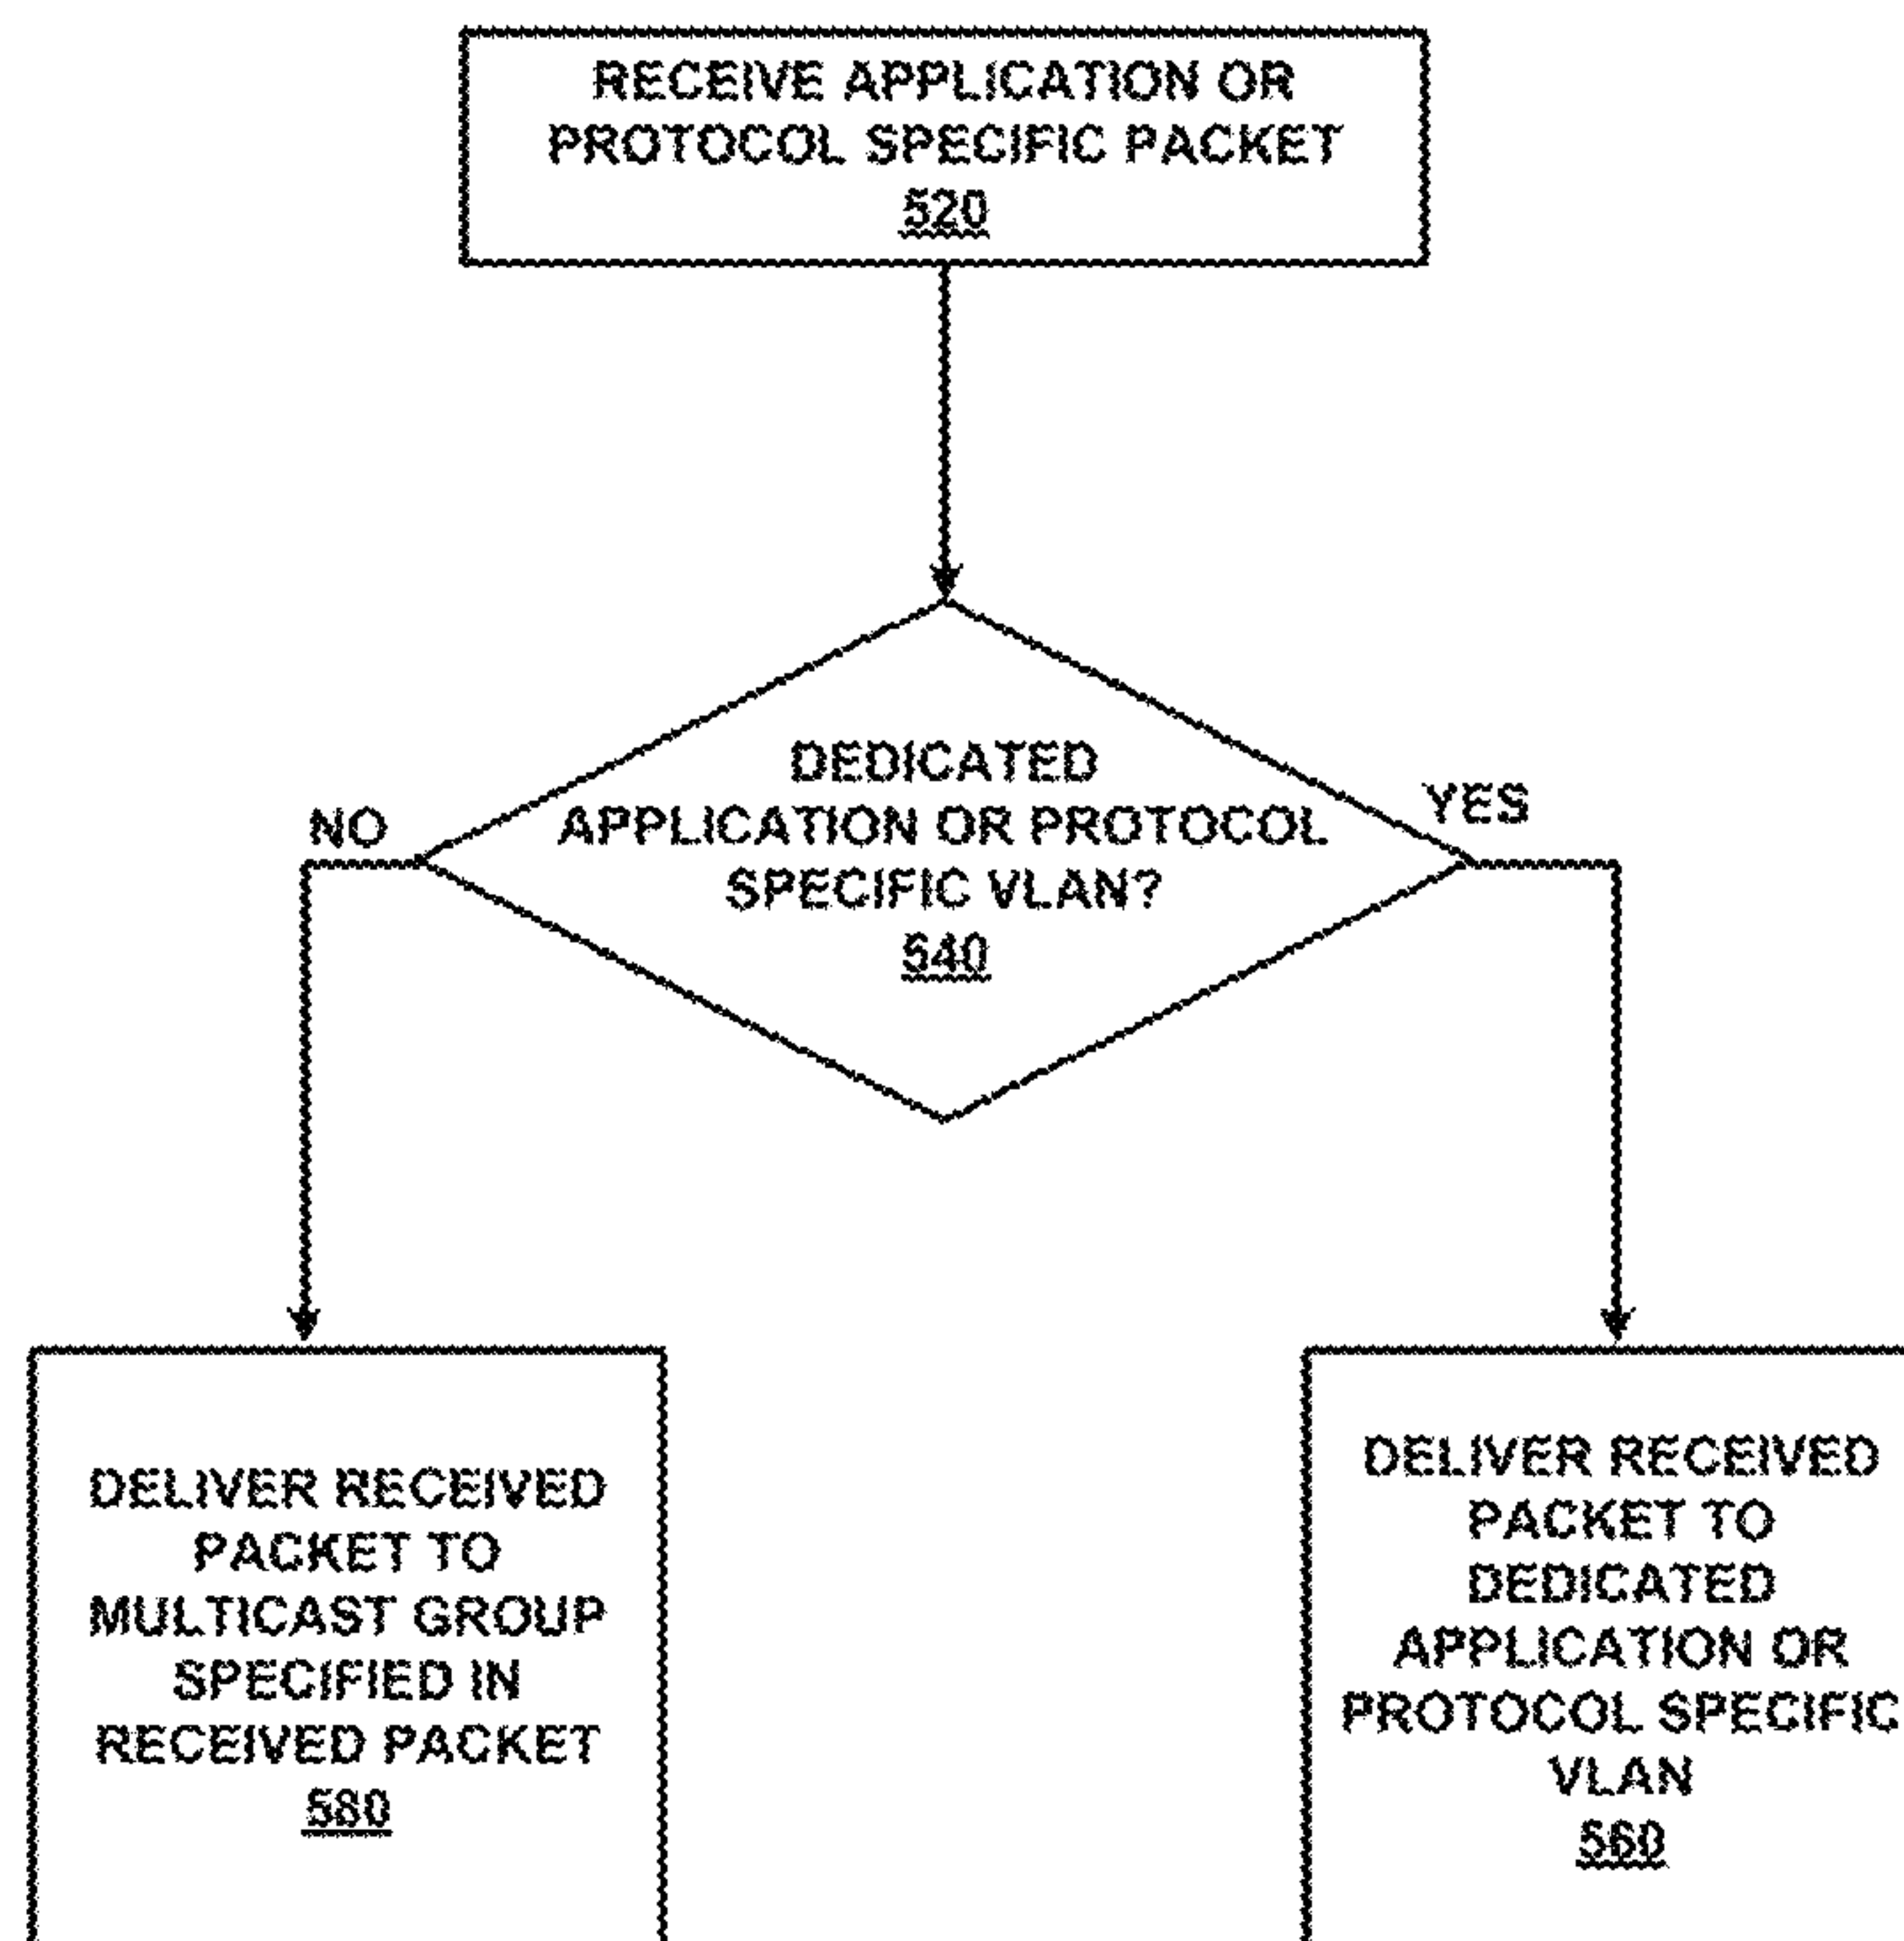 RECEIVE APPLICATION OR
PROTOCOL SPECIFIC PACKET
520
DEDICATED
APPLICATION OR PROTOCOL
SPECIFIC VLAN?
540
NO
YES
DELIVER RECEIVED
PACKET TO
MULTICAST GROUP
SPECIFIED IN
RECEIVED PACKET
580
DELIVER RECEIVED
PACKET TO
DEDICATED
APPLICATION OR
PROTOCOL SPECIFIC
VLAN
560